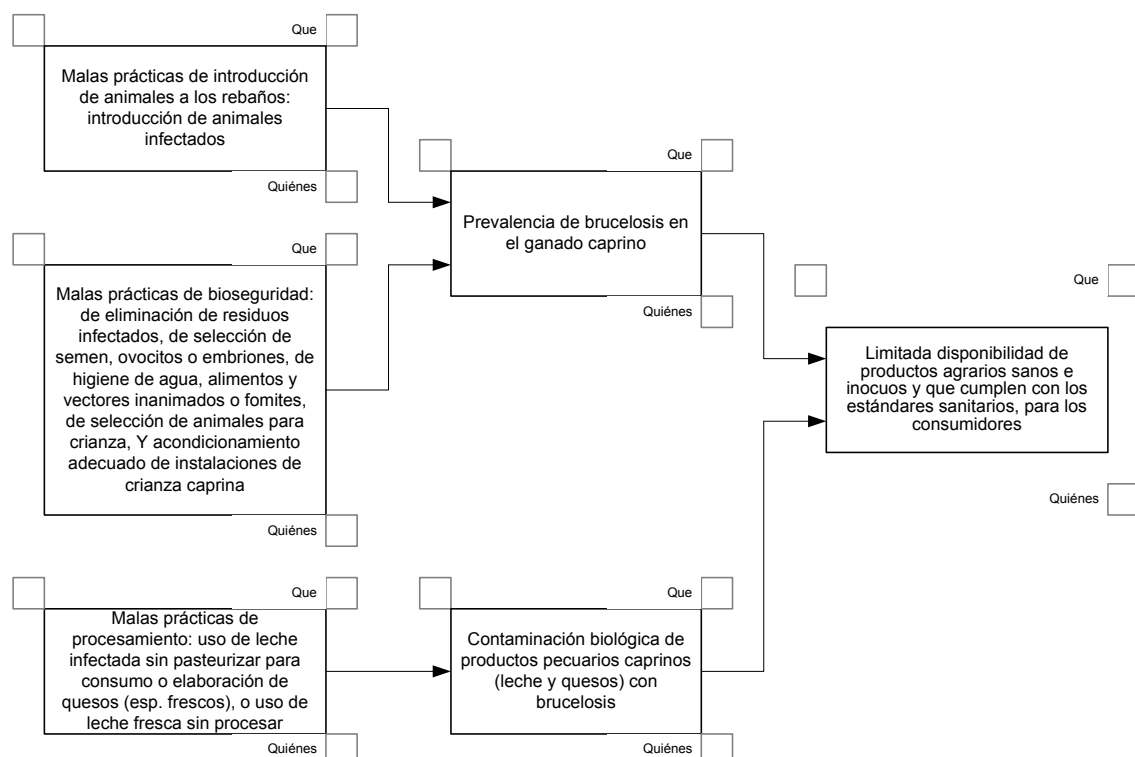 Que
Malas prácticas de introducción
de animales a los rebaños:
introducción de animales
infectados
Quiénes
Que
Malas prácticas de bioseguridad:
de eliminación de residuos
infectados, de selección de
semen, ovocitos o embriones, de
higiene de agua, alimentos y
vectores inanimados o fomites,
de selección de animales para
crianza, Y acondicionamiento
adecuado de instalaciones de
crianza caprina
Quiénes
Que
Malas prácticas de
procesamiento: uso de leche
infectada sin pasteurizar para
consumo o elaboración de
quesos (esp. frescos), o uso de
leche fresca sin procesar
Quiénes
Que
Prevalencia de brucelosis en
el ganado caprino
Quiénes
Que
Contaminación biológica de
productos pecuarios caprinos
(leche y quesos) con
brucelosis
Quiénes
Que
Limitada disponibilidad de
productos agrarios sanos e
inocuos y que cumplen con los
estándares sanitarios, para los
consumidores
Quiénes